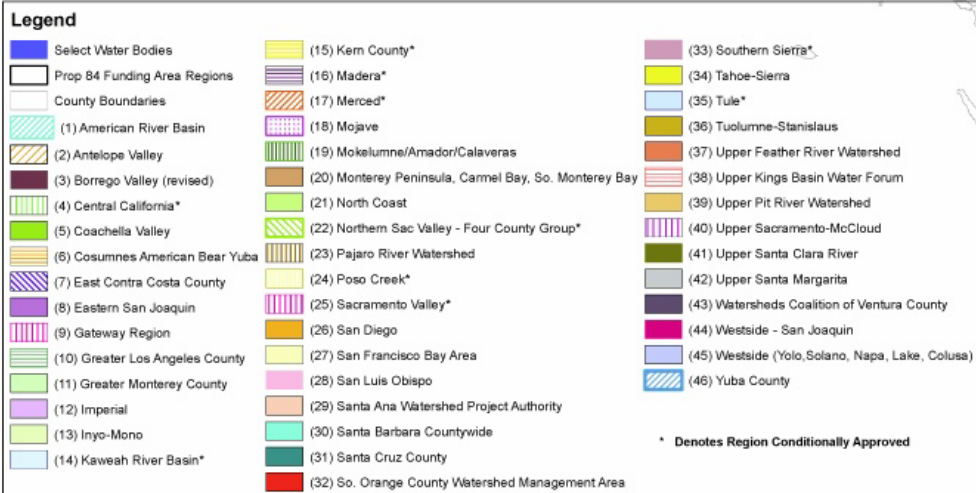 Legend
Select Water Bodies
Prop 84 Funding Area Regions
County Boundaries
(1) American River Basin
(2) Antelope Valley
(3) Borrego Valley (revised)
(4) Central California*
(5) Coachella Valley
(6) Cosumnes American Bear Yuba
(7) East Contra Costa County
(8) Eastern San Joaquin
(9) Gateway Region
(10) Greater Los Angeles County
(11) Greater Monterey County
(12) Imperial
(13) Inyo-Mono
(14) Kaweah River Basin*
(15) Kern County*
(16) Madera*
(17) Merced*
(18) Mojave
(19) Mokelumne/Amador/Calaveras
(20) Monterey Peninsula, Carmel Bay, So. Monterey Bay
(21) North Coast
(22) Northern Sac Valley - Four County Group*
(23) Pajaro River Watershed
(24) Poso Creek*
(25) Sacramento Valley*
(26) San Diego
(27) San Francisco Bay Area
(28) San Luis Obispo
(29) Santa Ana Watershed Project Authority
(30) Santa Barbara Countywide
(31) Santa Cruz County
(32) So. Orange County Watershed Management Area
(33) Southern Sierra*
(34) Tahoe-Sierra
(35) Tule*
(36) Tuolumne-Stanislaus
(37) Upper Feather River Watershed
(38) Upper Kings Basin Water Forum
(39) Upper Pit River Watershed
(40) Upper Sacramento-McCloud
(41) Upper Santa Clara River
(42) Upper Santa Margarita
(43) Watersheds Coalition of Ventura County
(44) Westside - San Joaquin
(45) Westside (Yolo,Solano, Napa, Lake, Colusa)
(46) Yuba County
* Denotes Region Conditionally Approved